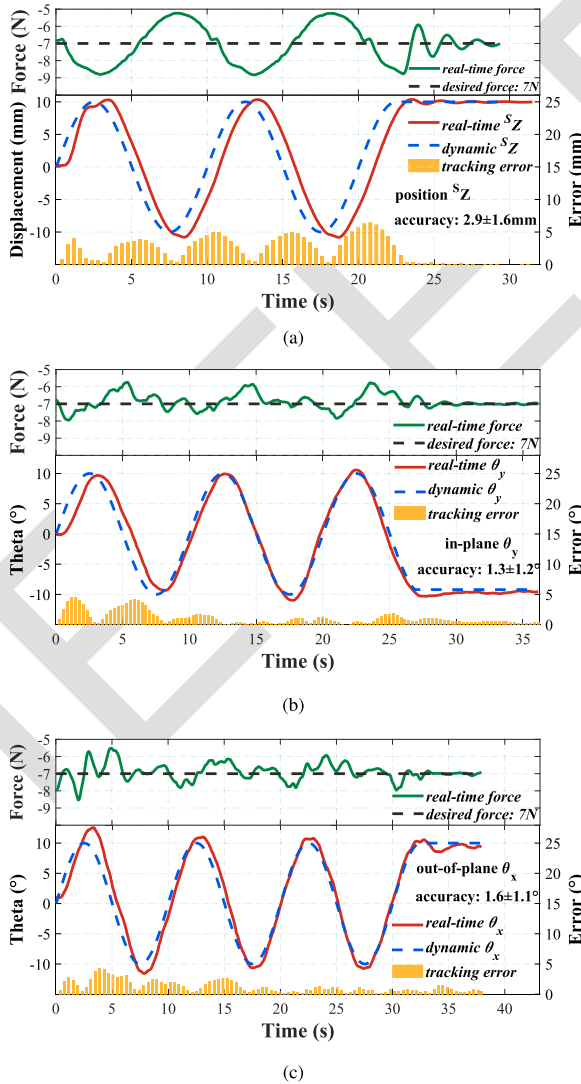 Force (N)
-5
-6
-7
-8
-9
real-time force
desired force: 7N
Displacement (mm)
10
5
0
-5
-10
25
20
15
10
5
0
Error (mm)
real-time ˢZ
dynamic ˢZ
tracking error
position ˢZ
accuracy: 2.9±1.6mm
0 5 10 15 20 25 30
Time (s)
(a)
Force (N)
-5
-6
-7
-8
-9
real-time force
desired force: 7N
Theta (°)
10
5
0
-5
-10
25
20
15
10
5
0
Error (°)
real-time θy
dynamic θy
tracking error
in-plane θy
accuracy: 1.3±1.2°
0 5 10 15 20 25 30 35
Time (s)
(b)
Force (N)
-5
-6
-7
-8
-9
real-time force
desired force: 7N
Theta (°)
10
5
0
-5
-10
25
20
15
10
5
0
Error (°)
out-of-plane θx
accuracy: 1.6±1.1°
real-time θx
dynamic θx
tracking error
0 5 10 15 20 25 30 35 40
Time (s)
(c)